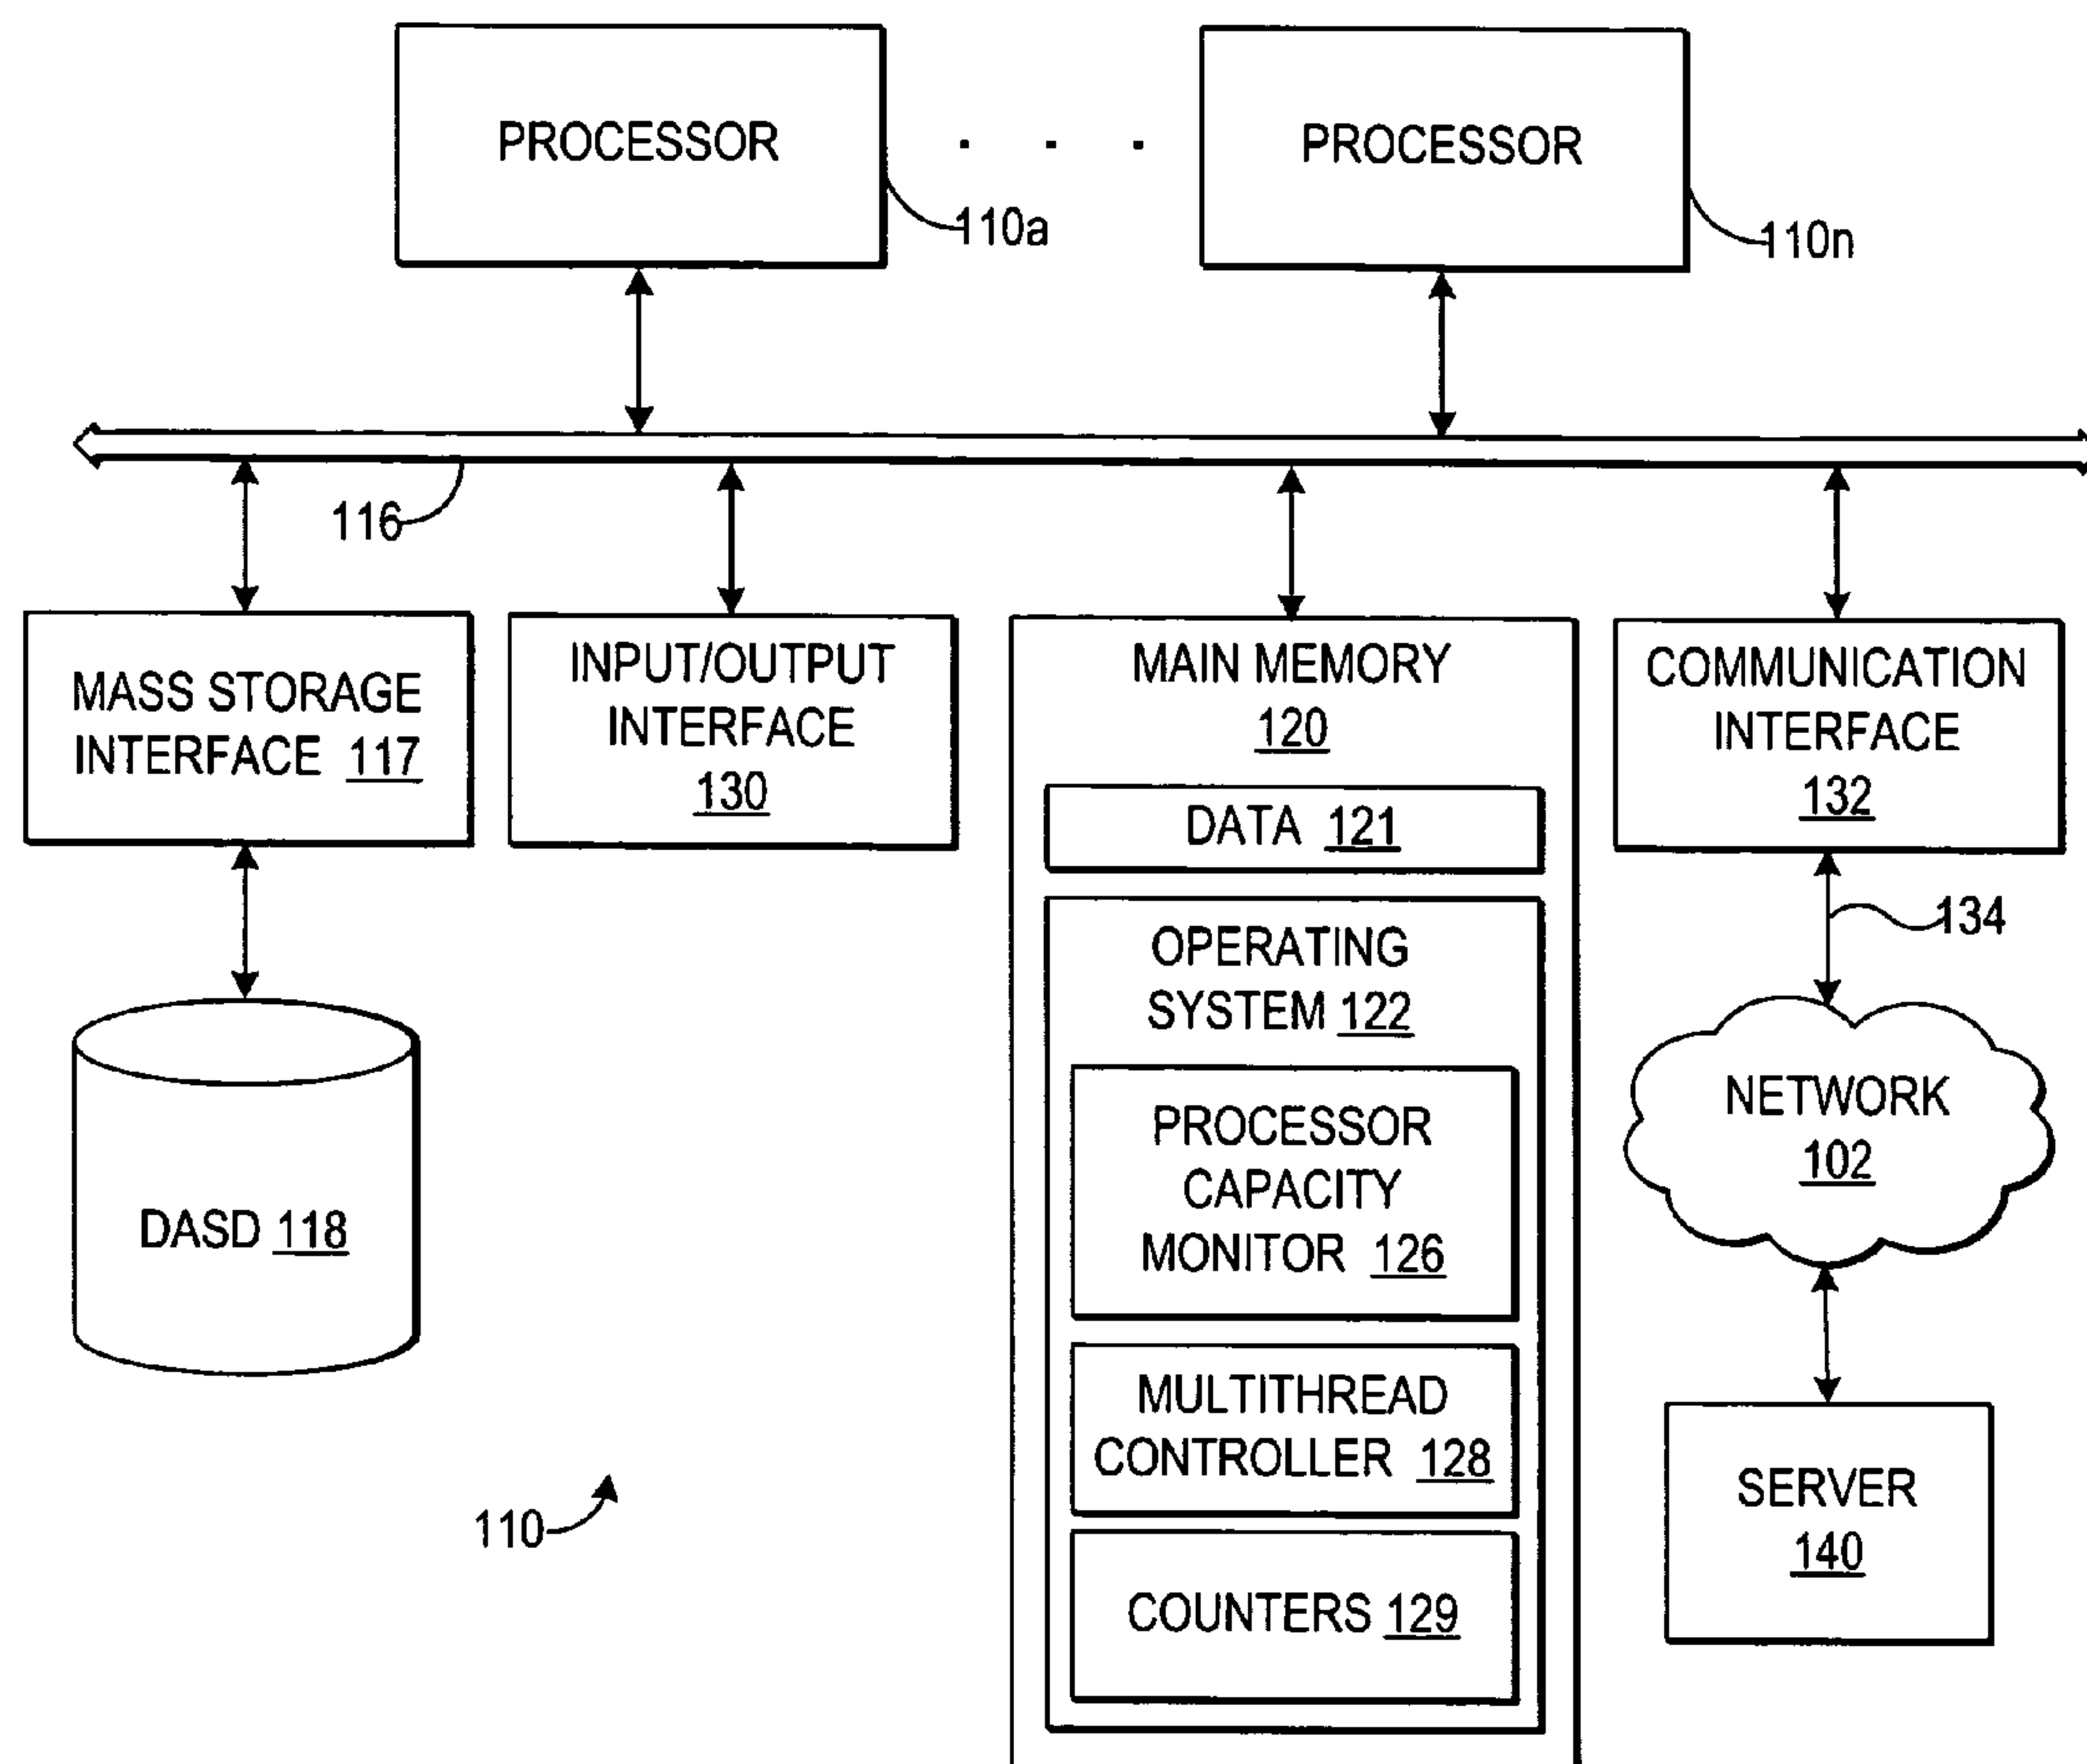 PROCESSOR
110a
. . .
PROCESSOR
110n
116
MASS STORAGE
INTERFACE 117
INPUT/OUTPUT
INTERFACE
130
MAIN MEMORY
120
DATA 121
OPERATING
SYSTEM 122
PROCESSOR
CAPACITY
MONITOR 126
MULTITHREAD
CONTROLLER 128
COUNTERS 129
COMMUNICATION
INTERFACE
132
134
NETWORK
102
SERVER
140
DASD 118
110